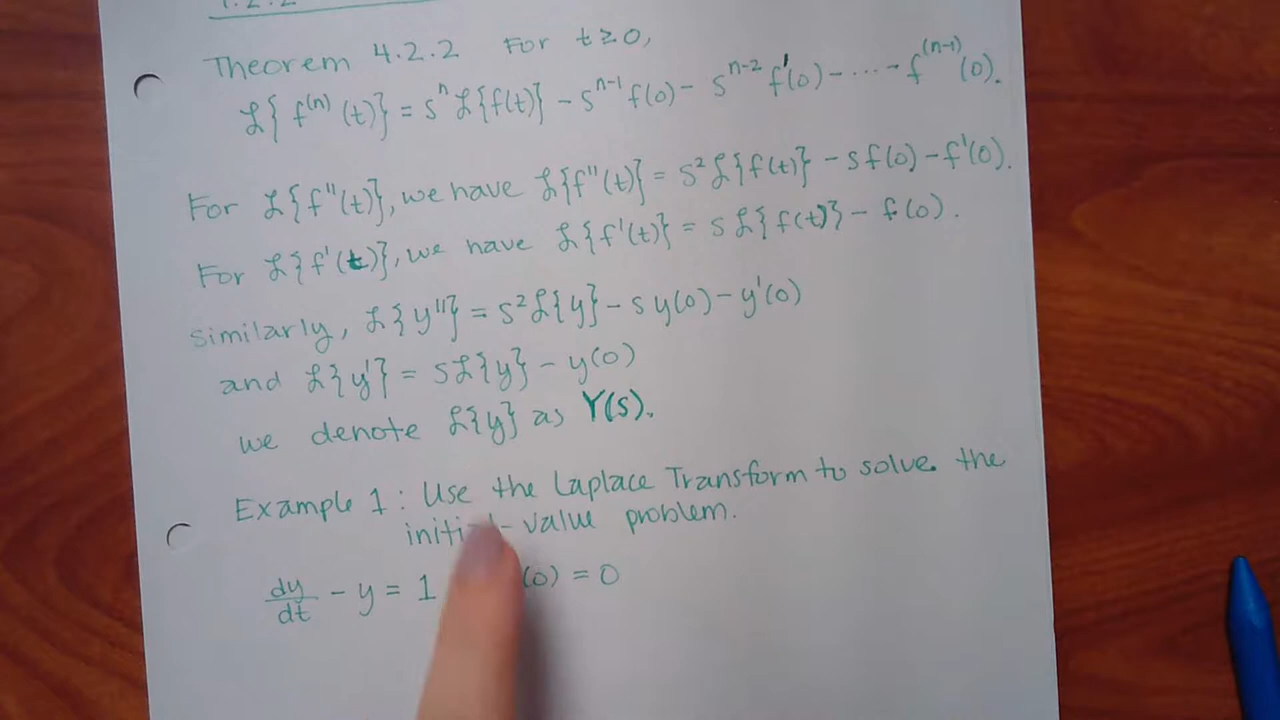 Theorem 4.2.2 For t ≥ 0,
ℒ{f⁽ⁿ⁾(t)} = sⁿℒ{f(t)} - sⁿ⁻¹f(0) - sⁿ⁻²f'(0) - ... - f⁽ⁿ⁻¹⁾(0).
For ℒ{f''(t)}, we have ℒ{f''(t)} = s²ℒ{f(t)} - sf(0) - f'(0).
For ℒ{f'(t)}, we have ℒ{f'(t)} = sℒ{f(t)} - f(0).
Similarly, ℒ{y''} = s²ℒ{y} - sy(0) - y'(0)
and ℒ{y'} = sℒ{y} - y(0)
we denote ℒ{y} as Y(s).
Example 1: Use the Laplace Transform to solve the
initial-value problem.
dy/dt - y = 1 (0) = 0